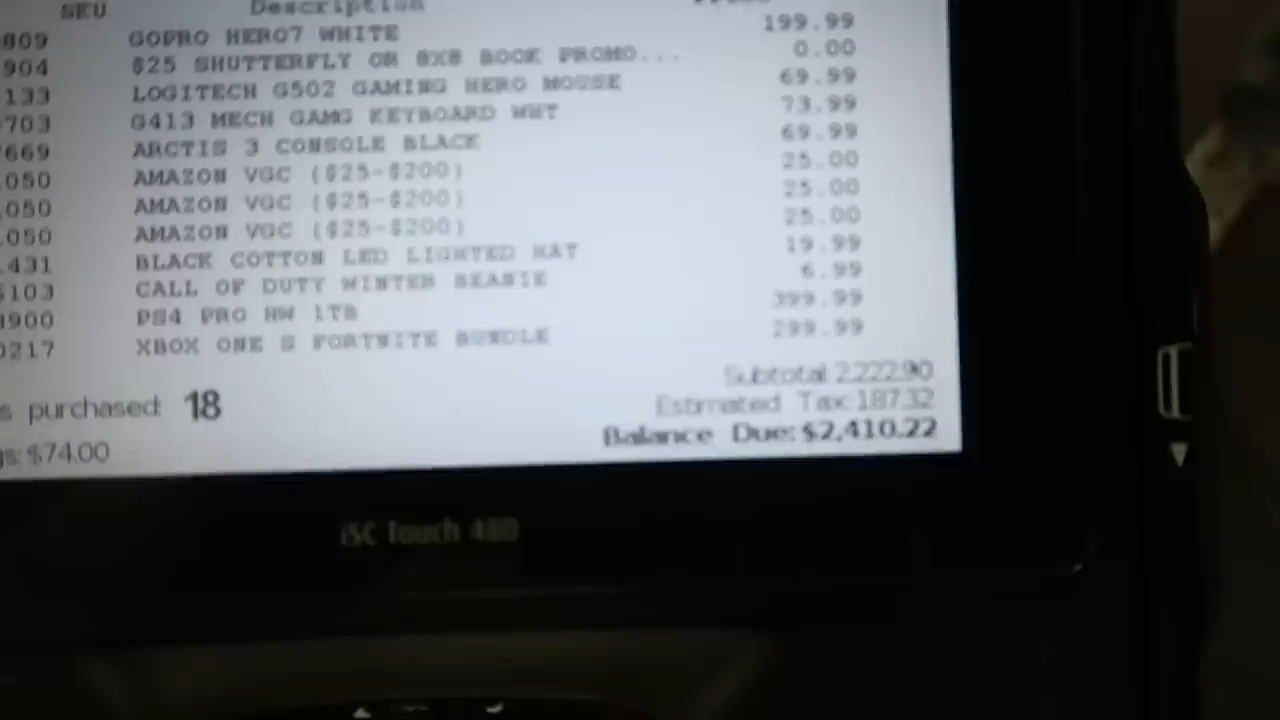 SKU Description
809 GOPRO HERO7 WHITE 199.99
904 $25 SHUTTERFLY OR 8X8 BOOK PROMO... 0.00
133 LOGITECH G502 GAMING HERO MOUSE 69.99
703 G413 MECH GAMG KEYBOARD WHT 73.99
7669 ARCTIS 3 CONSOLE BLACK 69.99
050 AMAZON VGC ($25-$200) 25.00
050 AMAZON VGC ($25-$200) 25.00
050 AMAZON VGC ($25-$200) 25.00
431 BLACK COTTON LED LIGHTED HAT 19.99
5103 CALL OF DUTY WINTER BEANIE 6.99
3900 PS4 PRO HW 1TB 399.99
0217 XBOX ONE S FORTNITE BUNDLE 299.99
Subtotal: 2,222.90
s purchased: 18 Estimated Tax: 187.32
gs: $74.00 Balance Due: $2,410.22
iSC Touch 480